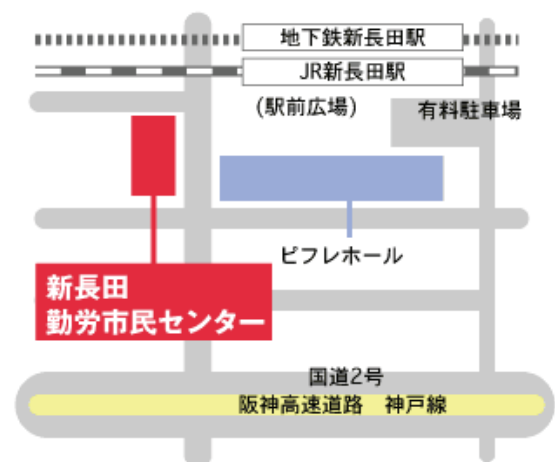 地下鉄新長田駅
JR新長田駅
(駅前広場)
有料駐車場
ピフレホール
新長田
勤労市民センター
国道2号
阪神高速道路　神戸線